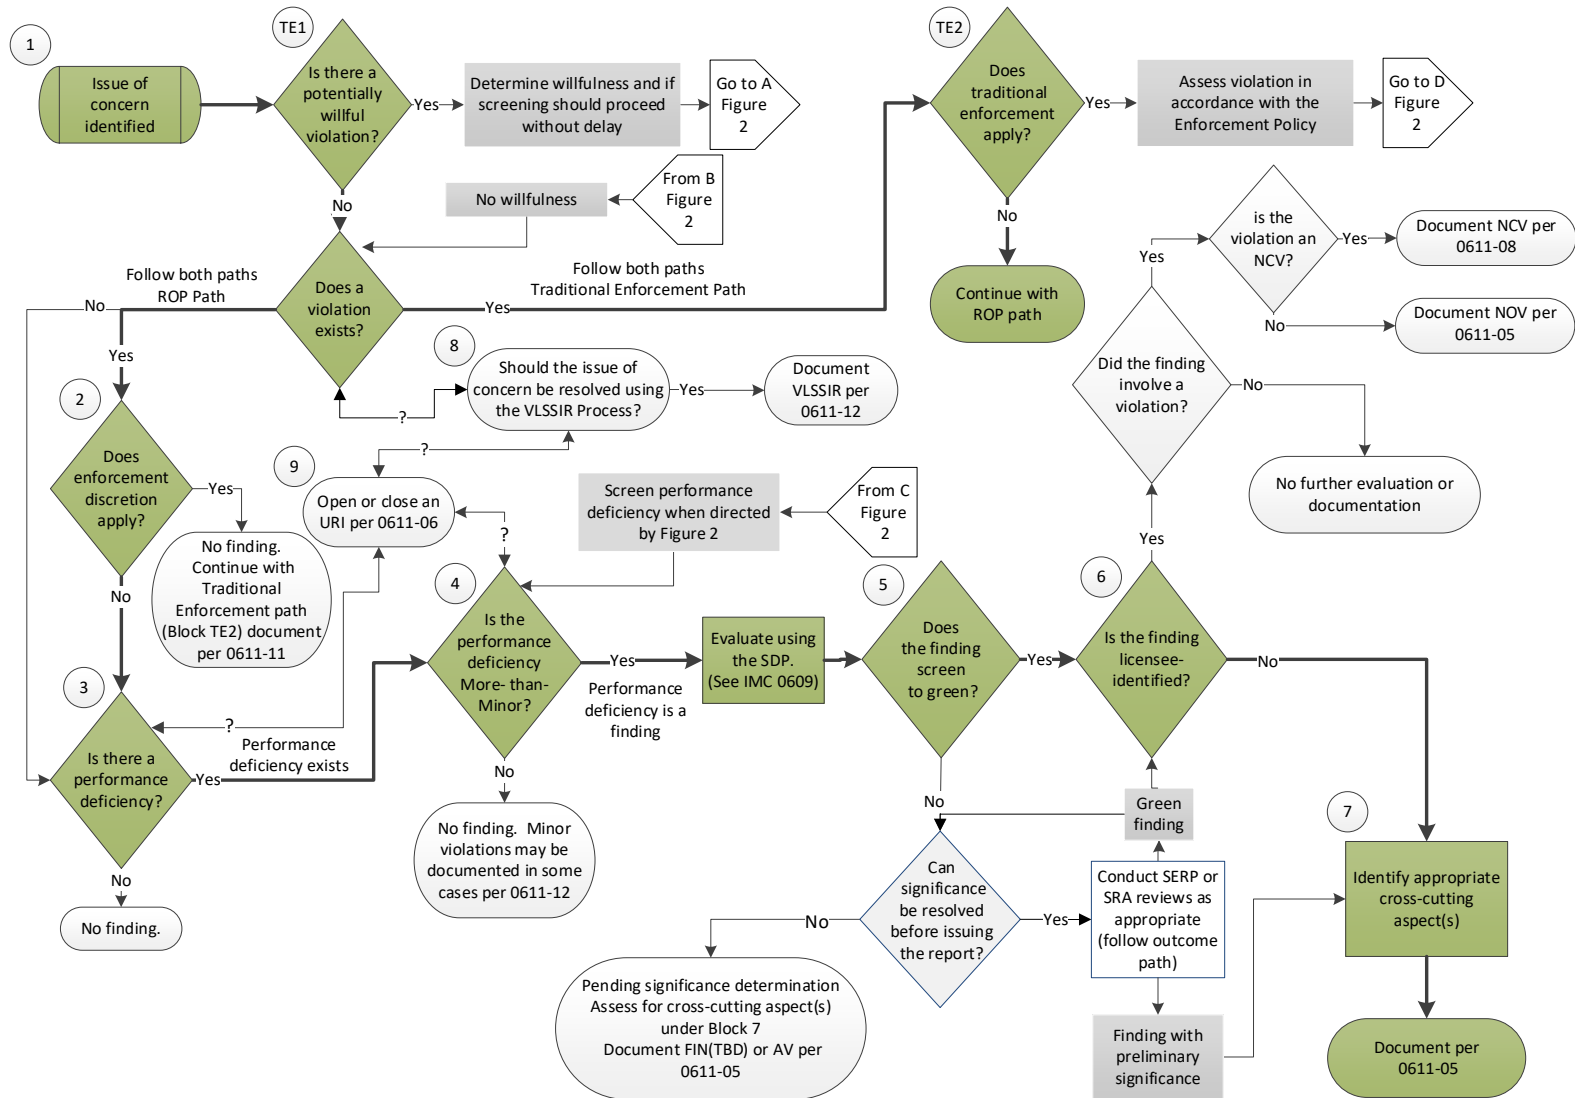 1
Issue of
concern
identified
TE1
Is there a
potentially
willful
violation?
Yes
Determine willfulness and if
screening should proceed
without delay
Go to A
Figure
2
No
No willfulness
From B
Figure
2
TE2
Does
traditional
enforcement
apply?
Yes
Assess violation in
accordance with the
Enforcement Policy
Go to D
Figure
2
No
Continue with
ROP path
Follow both paths
ROP Path
Does a
violation
exists?
Follow both paths
Traditional Enforcement Path
Yes
No
Yes
8
Should the issue of
concern be resolved using
the VLSSIR Process?
Yes
Document
VLSSIR per
0611-12
?
?
2
Does
enforcement
discretion
apply?
Yes
No finding.
Continue with
Traditional
Enforcement path
(Block TE2) document
per 0611-11
No
9
Open or close an
URI per 0611-06
?
?
3
Is there a
performance
deficiency?
Yes
Performance
deficiency exists
No
No finding.
Screen performance
deficiency when directed
by Figure 2
From C
Figure
2
4
Is the
performance
deficiency
More- than-
Minor?
Yes
Performance
deficiency is a
finding
No
No finding.  Minor
violations may be
documented in some
cases per 0611-12
Evaluate using
the SDP.
(See IMC 0609)
5
Does
the finding
screen
to green?
Yes
No
Can
significance
be resolved
before issuing
the report?
No
Pending significance determination
Assess for cross-cutting aspect(s)
under Block 7
Document FIN(TBD) or AV per
0611-05
Yes
Conduct SERP or
SRA reviews as
appropriate
(follow outcome
path)
Green
finding
Finding with
preliminary
significance
6
Is the finding
licensee-
identified?
Yes
No
Did the finding
involve a
violation?
Yes
No
No further evaluation or
documentation
is the
violation an
NCV?
Yes
Document NCV per
0611-08
No
Document NOV per
0611-05
7
Identify appropriate
cross-cutting
aspect(s)
Document per
0611-05